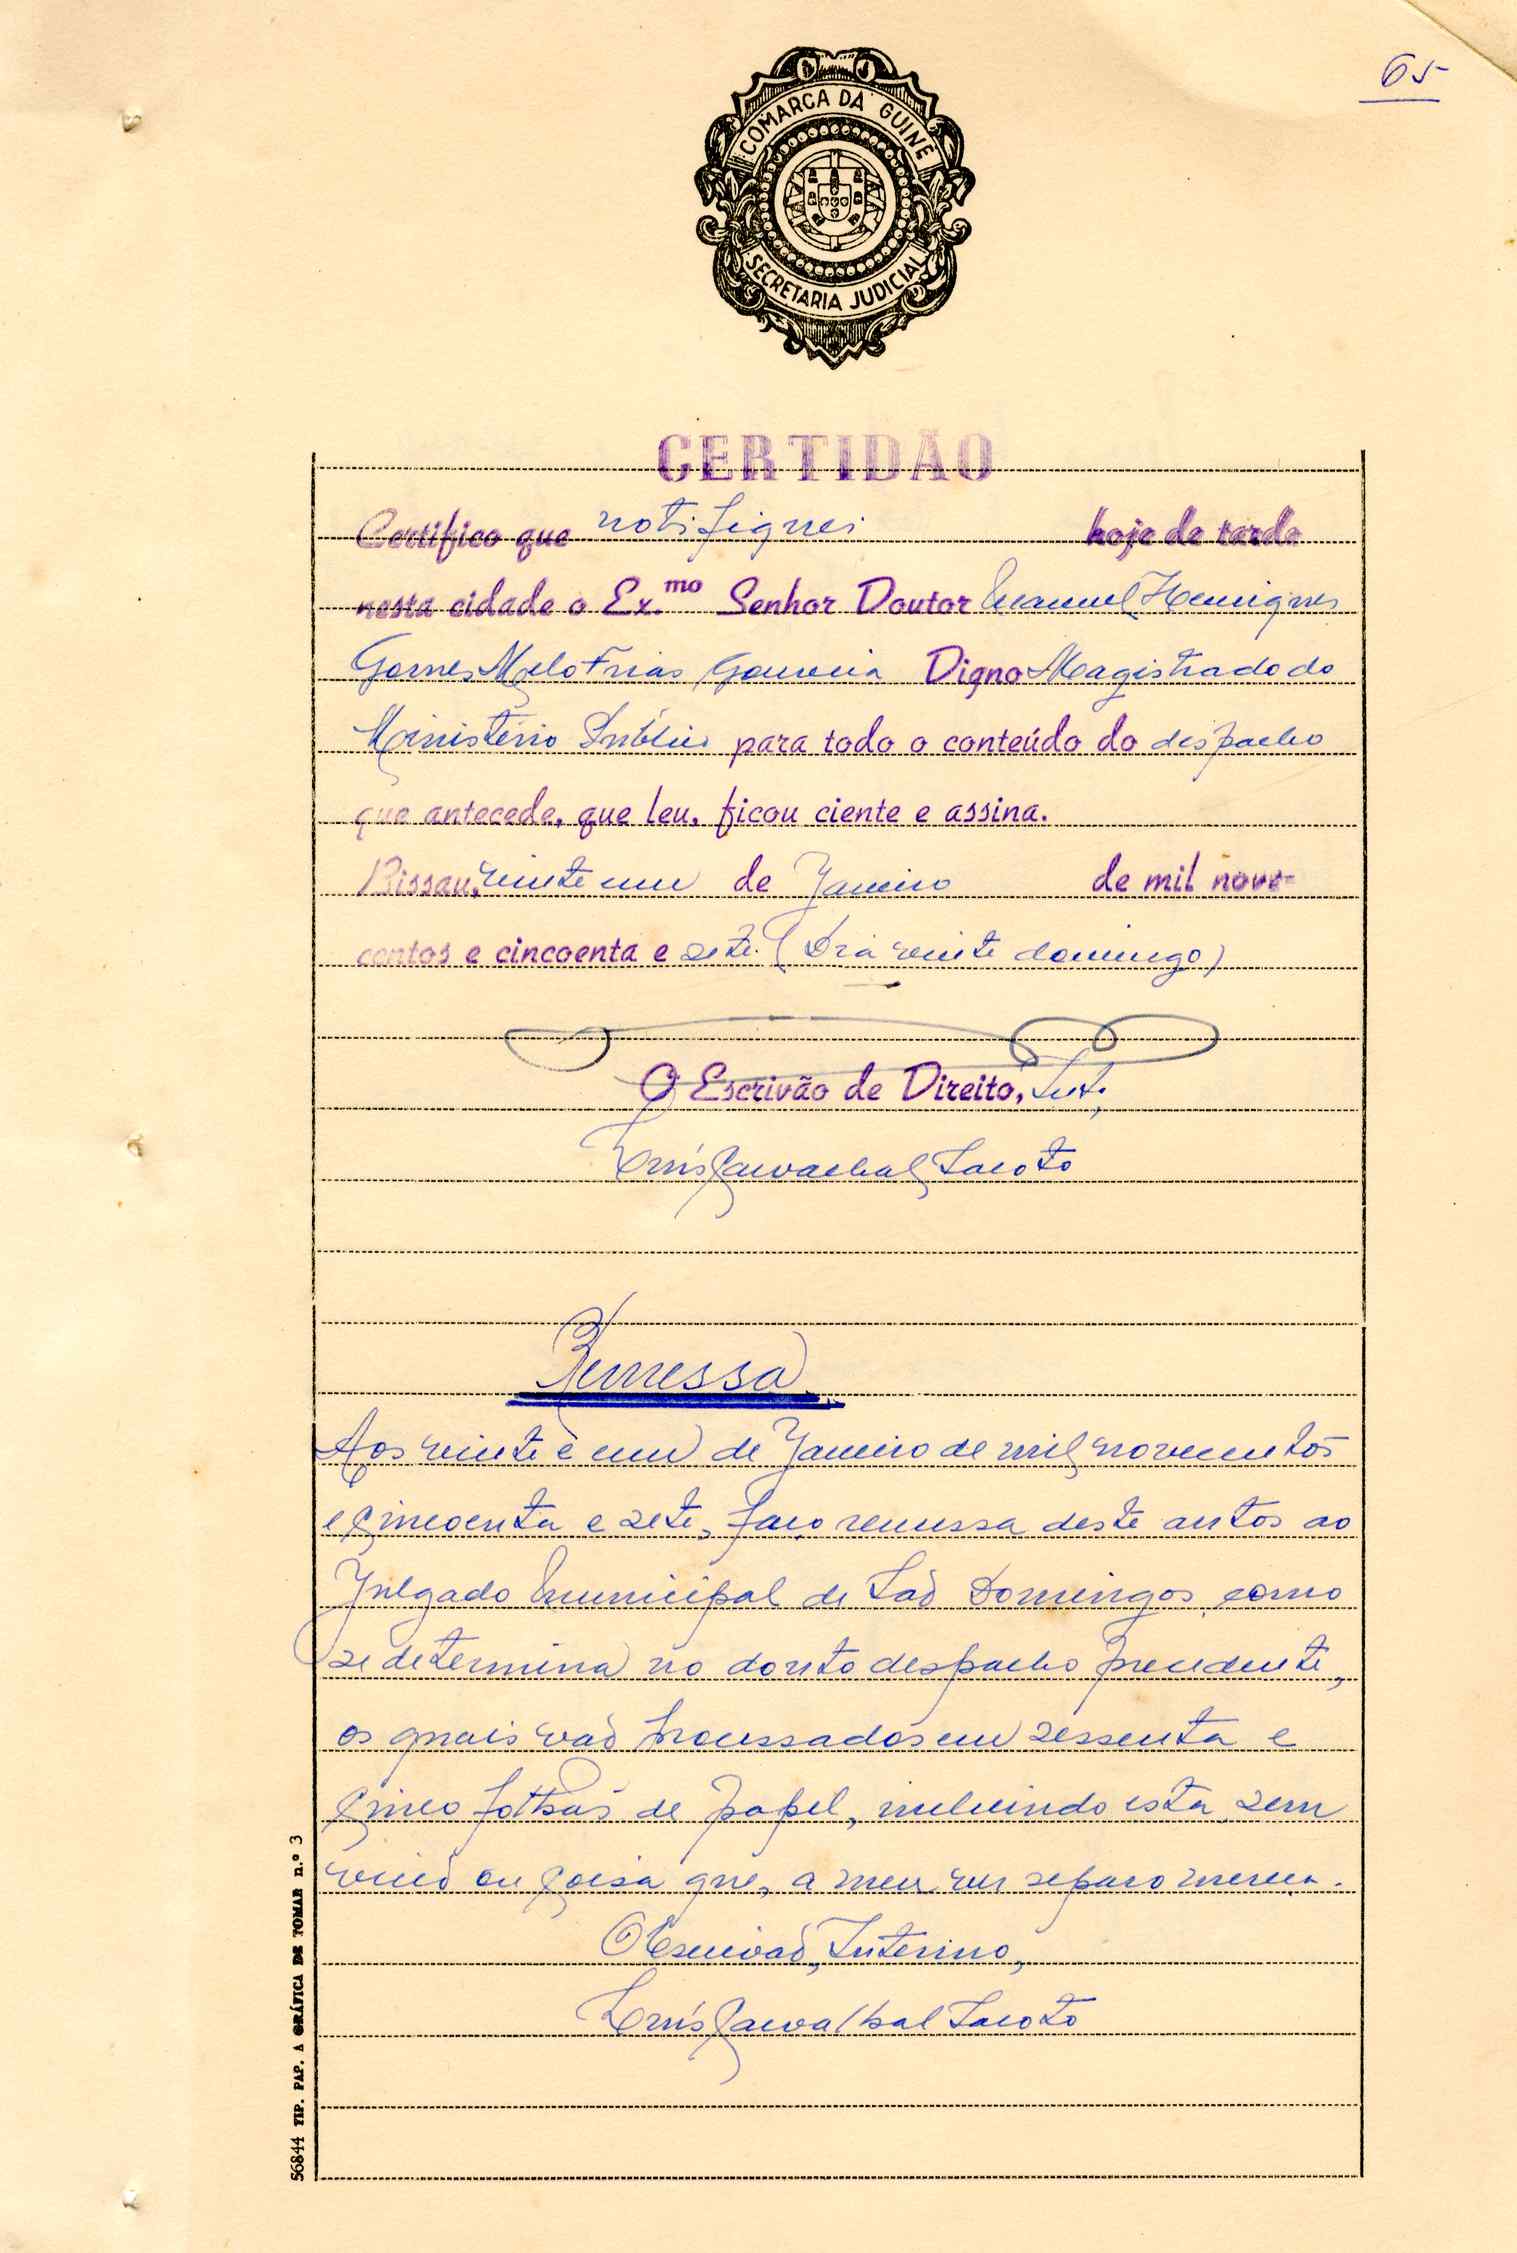 65
COMARCA DA GUINÉ
SECRETARIA JUDICIAL
CERTIDÃO
Certifico que notifiquei hoje de tarde
nesta cidade o Ex.mo Senhor Doutor Manuel Henriques
Gomes Melo Frias Gouveia Digno Magistrado do
Ministério Público para todo o conteúdo do despacho
que antecede, que leu, ficou ciente e assina.
Bissau, vinte um de Janeiro de mil nove-
centos e cincoenta e sete. (Dia vinte domingo)
O Escrivão de Direito, Intº,
Luís Carvalhal
Remessa
Aos vinte e um de Janeiro de mil novecentos
e cincoenta e sete, faço remessa deste autos ao
Julgado Municipal de São Domingos, como
se determina no douto despacho precedente,
os quais vão processados em sessenta e
cinco folhas de papel, incluindo esta, sem
vicio ou coisa que, a meu ver reparo mereça.
O Escrivão, Interino,
Luís Carvalhal
56844 TIP. PAP. A GRÁFICA DE TOMAR n.º 3